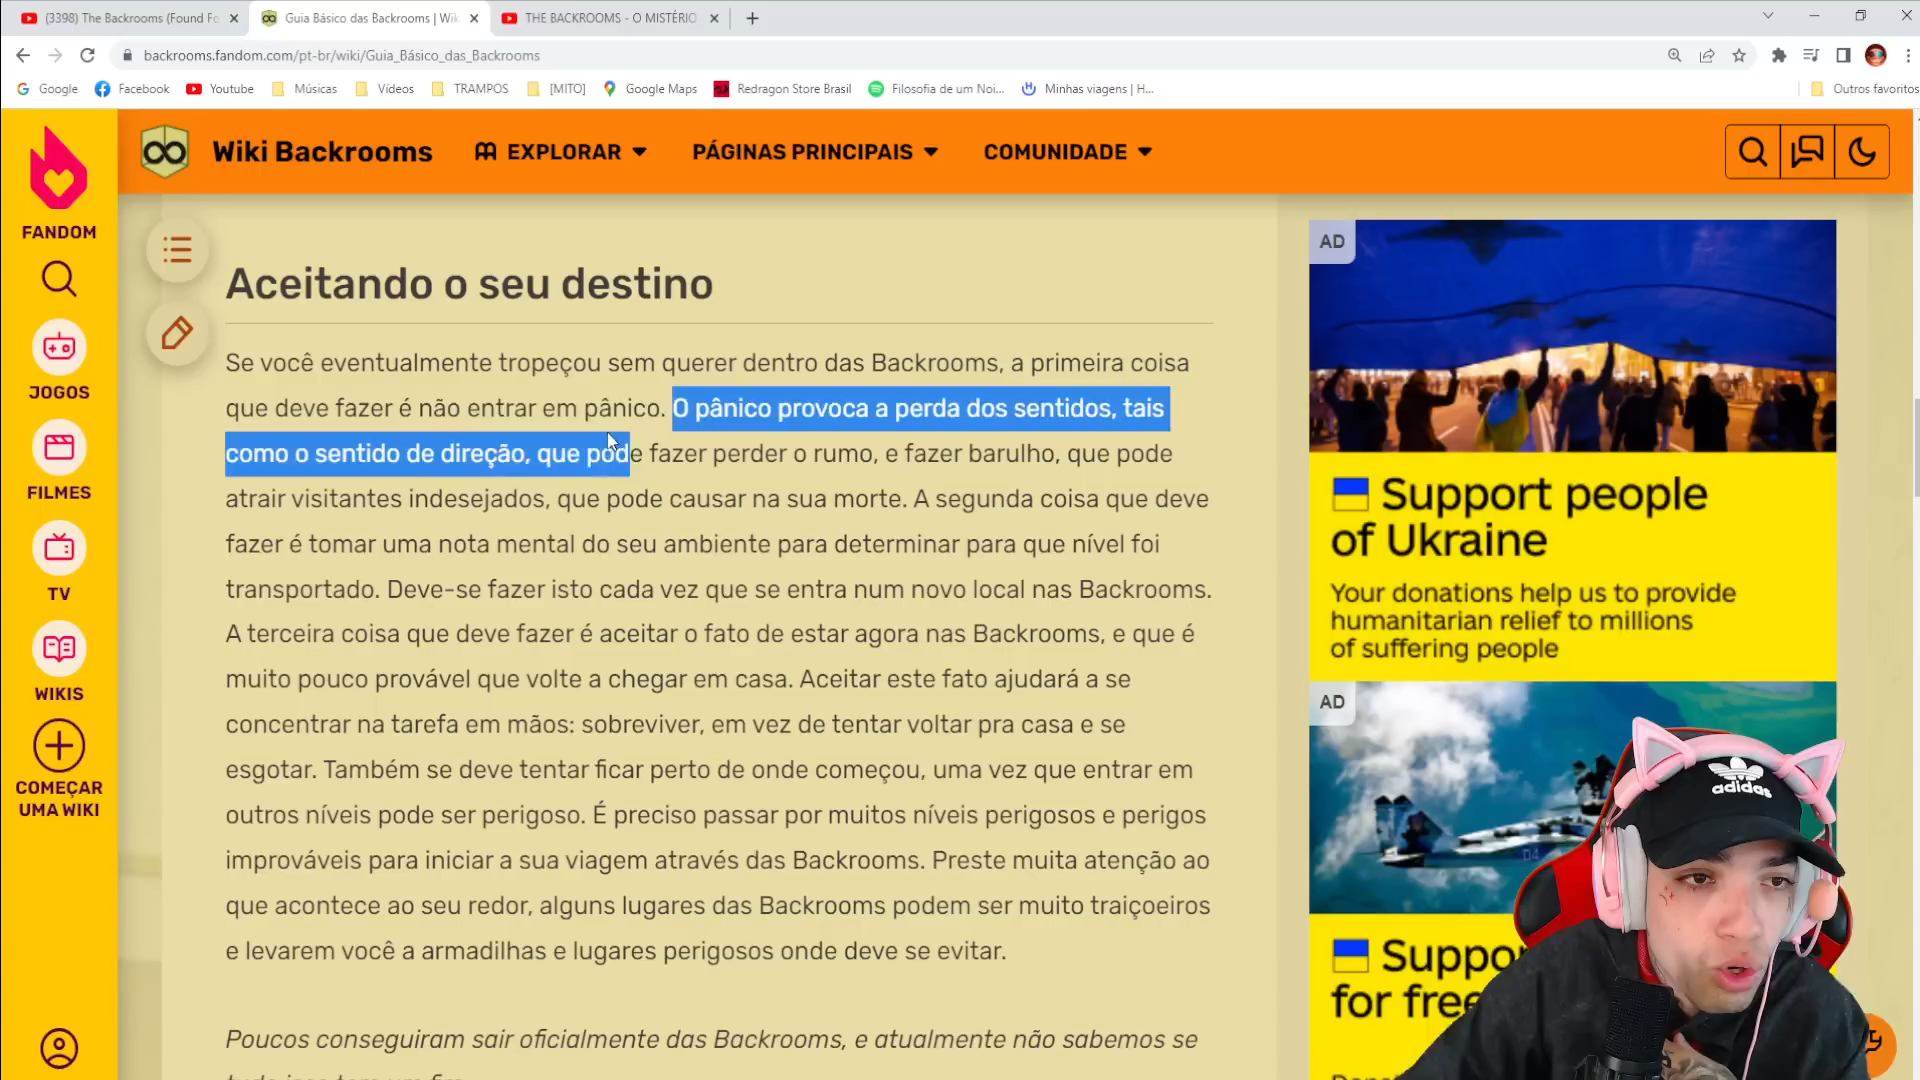 (3398) The Backrooms (Found Fo
Guia Básico das Backrooms | Wik
THE BACKROOMS - O MISTÉRIO
backrooms.fandom.com/pt-br/wiki/Guia_Básico_das_Backrooms
Google
Facebook
Youtube
Músicas
Vídeos
TRAMPOS
[MITO]
Google Maps
Redragon Store Brasil
Filosofia de um Noi...
Minhas viagens | H...
Outros favoritos
Wiki Backrooms
EXPLORAR
PÁGINAS PRINCIPAIS
COMUNIDADE
FANDOM
JOGOS
FILMES
TV
WIKIS
COMEÇAR
UMA WIKI
Aceitando o seu destino
Se você eventualmente tropeçou sem querer dentro das Backrooms, a primeira coisa
que deve fazer é não entrar em pânico. O pânico provoca a perda dos sentidos, tais
como o sentido de direção, que pode fazer perder o rumo, e fazer barulho, que pode
atrair visitantes indesejados, que pode causar na sua morte. A segunda coisa que deve
fazer é tomar uma nota mental do seu ambiente para determinar para que nível foi
transportado. Deve-se fazer isto cada vez que se entra num novo local nas Backrooms.
A terceira coisa que deve fazer é aceitar o fato de estar agora nas Backrooms, e que é
muito pouco provável que volte a chegar em casa. Aceitar este fato ajudará a se
concentrar na tarefa em mãos: sobreviver, em vez de tentar voltar pra casa e se
esgotar. Também se deve tentar ficar perto de onde começou, uma vez que entrar em
outros níveis pode ser perigoso. É preciso passar por muitos níveis perigosos e perigos
improváveis para iniciar a sua viagem através das Backrooms. Preste muita atenção ao
que acontece ao seu redor, alguns lugares das Backrooms podem ser muito traiçoeiros
e levarem você a armadilhas e lugares perigosos onde deve se evitar.
Poucos conseguiram sair oficialmente das Backrooms, e atualmente não sabemos se
AD
Support people
of Ukraine
Your donations help us to provide
humanitarian relief to millions
of suffering people
AD
04
Suppo
for free
adidas